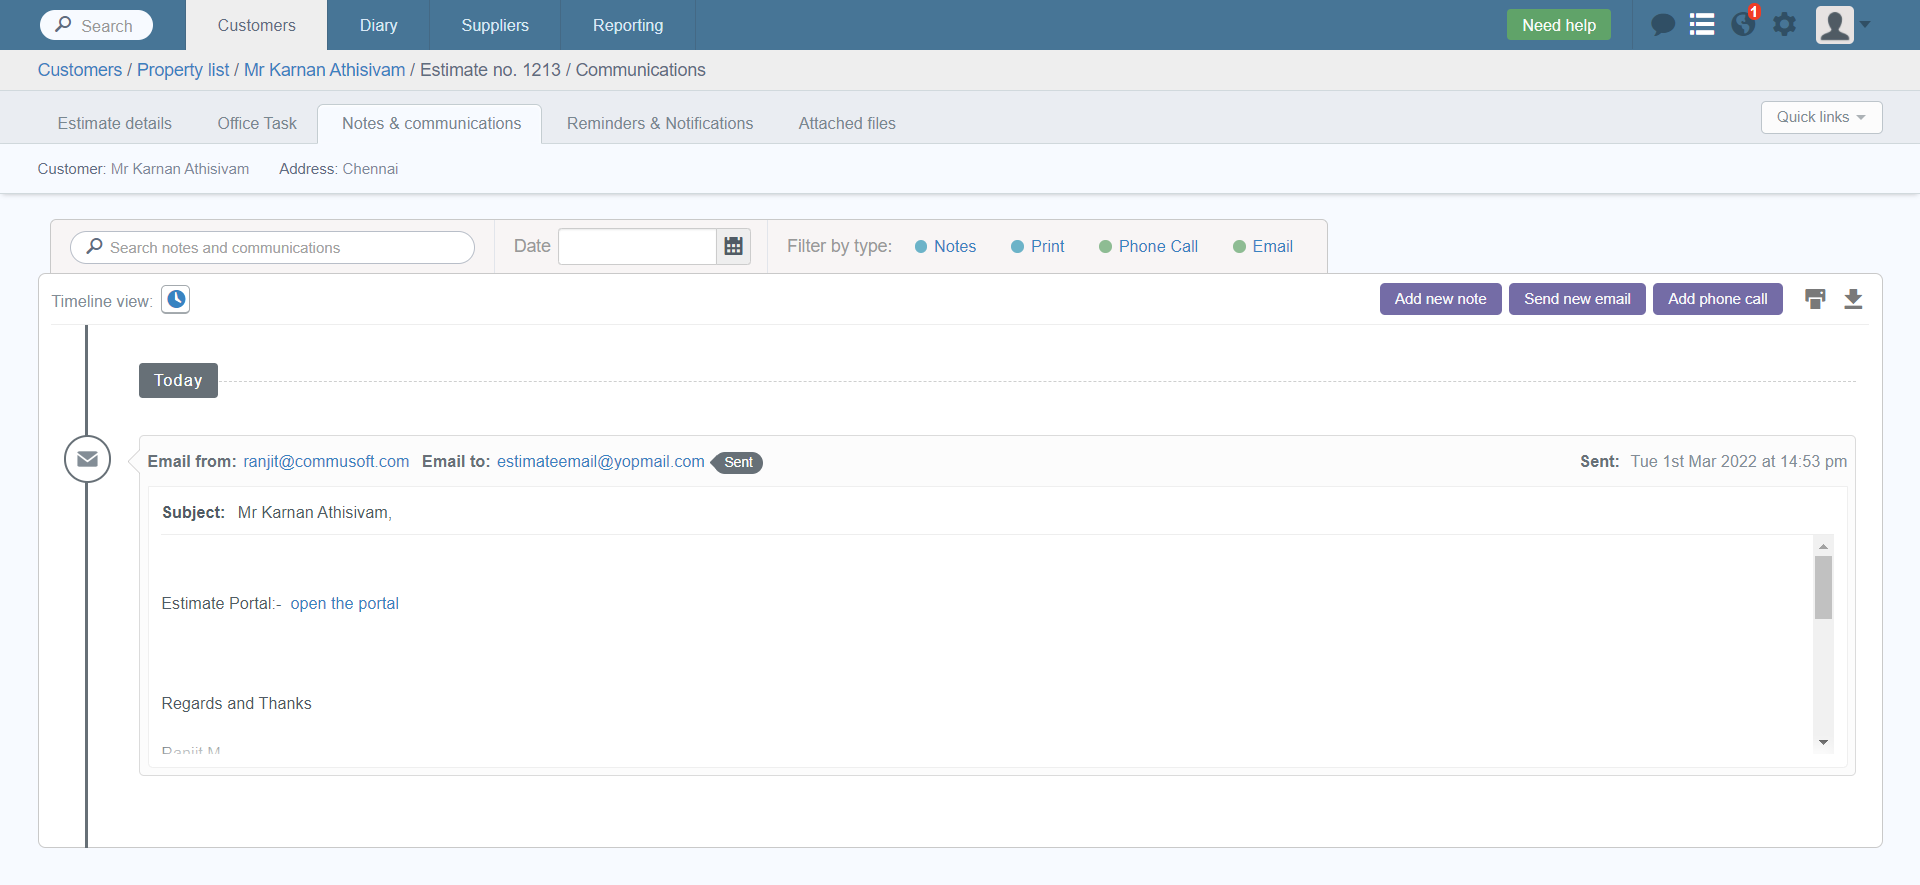 Search Customers Diary Suppliers Reporting Need help 1
Customers / Property list / Mr Karnan Athisivam / Estimate no. 1213 / Communications
Estimate details Office Task Notes & communications Reminders & Notifications Attached files Quick links
Customer: Mr Karnan Athisivam Address: Chennai
Search notes and communications Date Filter by type: Notes Print Phone Call Email
Timeline view: Add new note Send new email Add phone call
Today
Email from: ranjit@commusoft.com Email to: estimateemail@yopmail.com Sent Sent: Tue 1st Mar 2022 at 14:53 pm
Subject: Mr Karnan Athisivam,
Estimate Portal:- open the portal
Regards and Thanks
Ranjit M